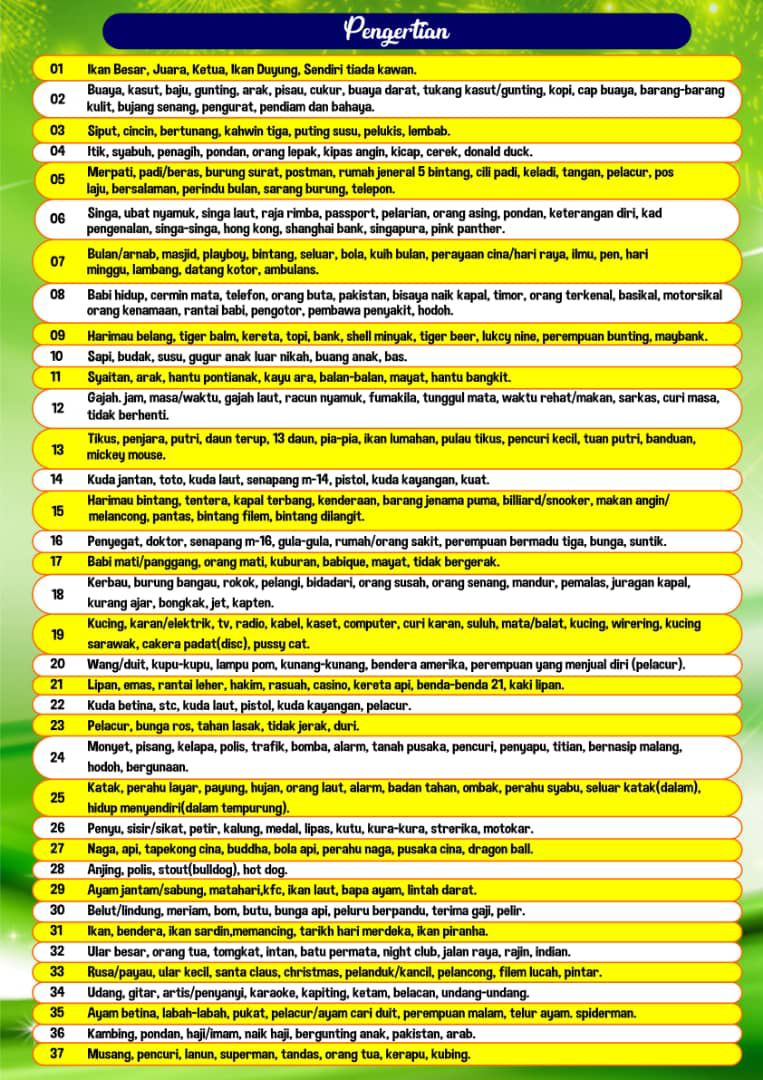 Pengertian
01 Ikan Besar, Juara, Ketua, Ikan Duyung, Sendiri tiada kawan.
02 Buaya, kasut, baju, gunting, arak, pisau, cukur, buaya darat, tukang kasut/gunting, kopi, cap buaya, barang-barang
kulit, bujang senang, pengurat, pendiam dan bahaya.
03 Siput, cincin, bertunang, kahwin tiga, puting susu, pelukis, lembab.
04 Itik, syabuh, penagih, pondan, orang lepak, kipas angin, kicap, cerek, donald duck.
05 Merpati, padi/beras, burung surat, postman, rumah jeneral 5 bintang, cili padi, keladi, tangan, pelacur, pos
laju, bersalaman, perindu bulan, sarang burung, telepon.
06 Singa, ubat nyamuk, singa laut, raja rimba, passport, pelarian, orang asing, pondan, keterangan diri, kad
pengenalan, singa-singa, hong kong, shanghai bank, singapura, pink panther.
07 Bulan/arnab, masjid, playboy, bintang, seluar, bola, kuih bulan, perayaan cina/hari raya, ilmu, pen, hari
minggu, lambang, datang kotor, ambulans.
08 Babi hidup, cermin mata, telefon, orang buta, pakistan, bisaya naik kapal, timor, orang terkenal, basikal, motorsikal
orang kenamaan, rantai babi, pengotor, pembawa penyakit, hodoh.
09 Harimau belang, tiger balm, kereta, topi, bank, shell minyak, tiger beer, lukcy nine, perempuan bunting, maybank.
10 Sapi, budak, susu, gugur anak luar nikah, buang anak, bas.
11 Syaitan, arak, hantu pontianak, kayu ara, balan-balan, mayat, hantu bangkit.
12 Gajah. jam, masa/waktu, gajah laut, racun nyamuk, fumakila, tunggul mata, waktu rehat/makan, sarkas, curi masa,
tidak berhenti.
13 Tikus, penjara, putri, daun terup, 13 daun, pia-pia, ikan lumahan, pulau tikus, pencuri kecil, tuan putri, banduan,
mickey mouse.
14 Kuda jantan, toto, kuda laut, senapang m-14, pistol, kuda kayangan, kuat.
15 Harimau bintang, tentera, kapal terbang, kenderaan, barang jenama puma, billiard/snooker, makan angin/
melancong, pantas, bintang filem, bintang dilangit.
16 Penyegat, doktor, senapang m-16, gula-gula, rumah/orang sakit, perempuan bermadu tiga, bunga, suntik.
17 Babi mati/panggang, orang mati, kuburan, babique, mayat, tidak bergerak.
18 Kerbau, burung bangau, rokok, pelangi, bidadari, orang susah, orang senang, mandur, pemalas, juragan kapal,
kurang ajar, bongkak, jet, kapten.
19 Kucing, karan/elektrik, tv, radio, kabel, kaset, computer, curi karan, suluh, mata/balat, kucing, wirering, kucing
sarawak, cakera padat(disc), pussy cat.
20 Wang/duit, kupu-kupu, lampu pom, kunang-kunang, bendera amerika, perempuan yang menjual diri (pelacur).
21 Lipan, emas, rantai leher, hakim, rasuah, casino, kereta api, benda-benda 21, kaki lipan.
22 Kuda betina, stc, kuda laut, pistol, kuda kayangan, pelacur.
23 Pelacur, bunga ros, tahan lasak, tidak jerak, duri.
24 Monyet, pisang, kelapa, polis, trafik, bomba, alarm, tanah pusaka, pencuri, penyapu, titian, bernasip malang,
hodoh, bergunaan.
25 Katak, perahu layar, payung, hujan, orang laut, alarm, badan tahan, ombak, perahu syabu, seluar katak(dalam),
hidup menyendiri(dalam tempurung).
26 Penyu, sisir/sikat, petir, kalung, medal, lipas, kutu, kura-kura, strerika, motokar.
27 Naga, api, tapekong cina, buddha, bola api, perahu naga, pusaka cina, dragon ball.
28 Anjing, polis, stout(bulldog), hot dog.
29 Ayam jantam/sabung, matahari,kfc, ikan laut, bapa ayam, lintah darat.
30 Belut/lindung, meriam, bom, butu, bunga api, peluru berpandu, terima gaji, pelir.
31 Ikan, bendera, ikan sardin,memancing, tarikh hari merdeka, ikan piranha.
32 Ular besar, orang tua, tomgkat, intan, batu permata, night club, jalan raya, rajin, indian.
33 Rusa/payau, ular kecil, santa claus, christmas, pelanduk/kancil, pelancong, filem lucah, pintar.
34 Udang, gitar, artis/penyanyi, karaoke, kapiting, ketam, belacan, undang-undang.
35 Ayam betina, labah-labah, pukat, pelacur/ayam cari duit, perempuan malam, telur ayam. spiderman.
36 Kambing, pondan, haji/imam, naik haji, bergunting anak, pakistan, arab.
37 Musang, pencuri, lanun, superman, tandas, orang tua, kerapu, kubing.